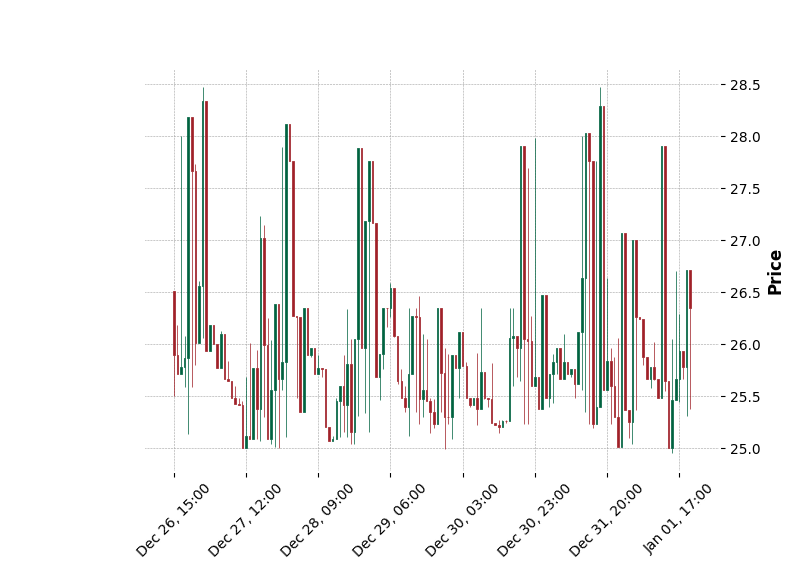 28.5
28.0
27.5
27.0
26.5
26.0
25.5
25.0
Price
Dec 26, 15:00
Dec 27, 12:00
Dec 28, 09:00
Dec 29, 06:00
Dec 30, 03:00
Dec 30, 23:00
Dec 31, 20:00
Jan 01, 17:00